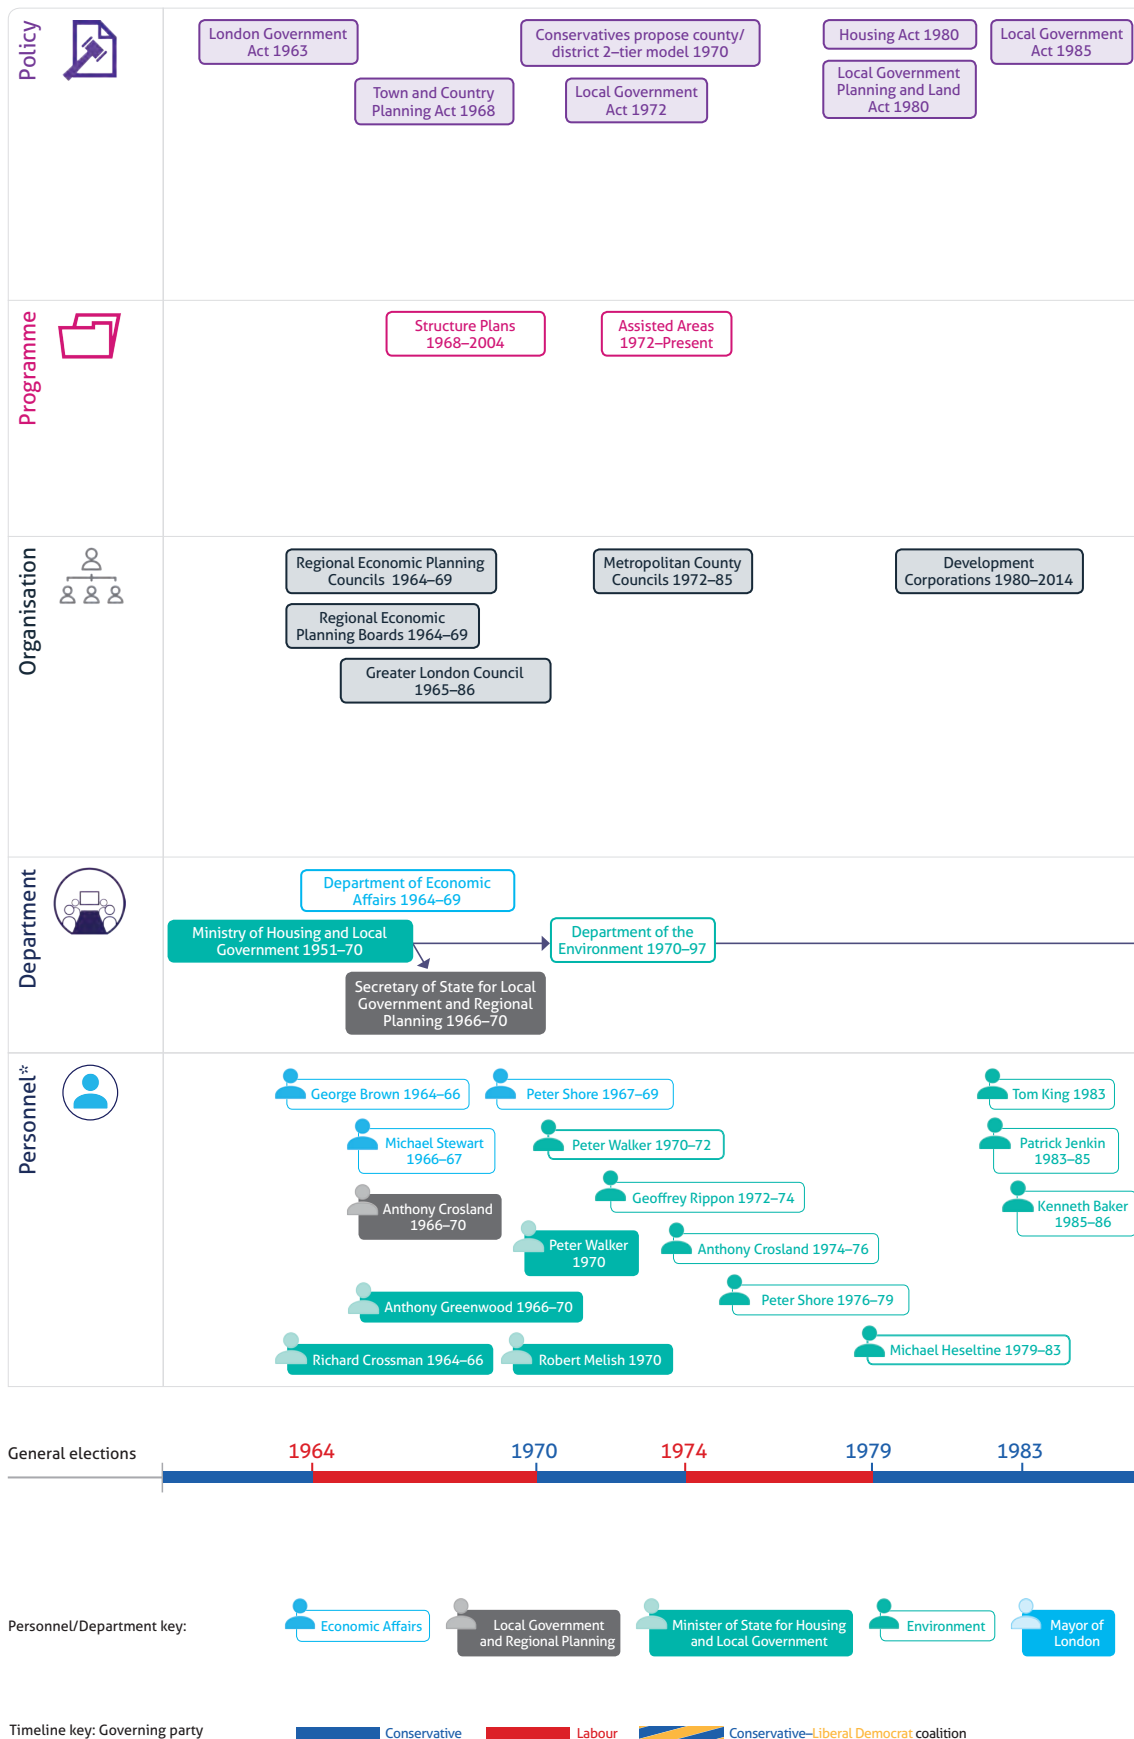 Policy
London Government
Act 1963
Conservatives propose county/
district 2–tier model 1970
Housing Act 1980
Local Government
Act 1985
Town and Country
Planning Act 1968
Local Government
Act 1972
Local Government
Planning and Land
Act 1980
Programme
Structure Plans
1968–2004
Assisted Areas
1972–Present
Organisation
Regional Economic Planning
Councils 1964–69
Metropolitan County
Councils 1972–85
Development
Corporations 1980–2014
Regional Economic
Planning Boards 1964–69
Greater London Council
1965–86
Department
Department of Economic
Affairs 1964–69
Ministry of Housing and Local
Government 1951–70
Department of the
Environment 1970–97
Secretary of State for Local
Government and Regional
Planning 1966–70
Personnel*
George Brown 1964–66
Peter Shore 1967–69
Tom King 1983
Michael Stewart
1966–67
Peter Walker 1970–72
Patrick Jenkin
1983–85
Geoffrey Rippon 1972–74
Anthony Crosland
1966–70
Kenneth Baker
1985–86
Peter Walker
1970
Anthony Crosland 1974–76
Anthony Greenwood 1966–70
Peter Shore 1976–79
Richard Crossman 1964–66
Robert Melish 1970
Michael Heseltine 1979–83
General elections
1964
1970
1974
1979
1983
Personnel/Department key:
Economic Affairs
Local Government
and Regional Planning
Minister of State for Housing
and Local Government
Environment
Mayor of
London
Timeline key: Governing party
Conservative
Labour
Conservative–Liberal Democrat coalition